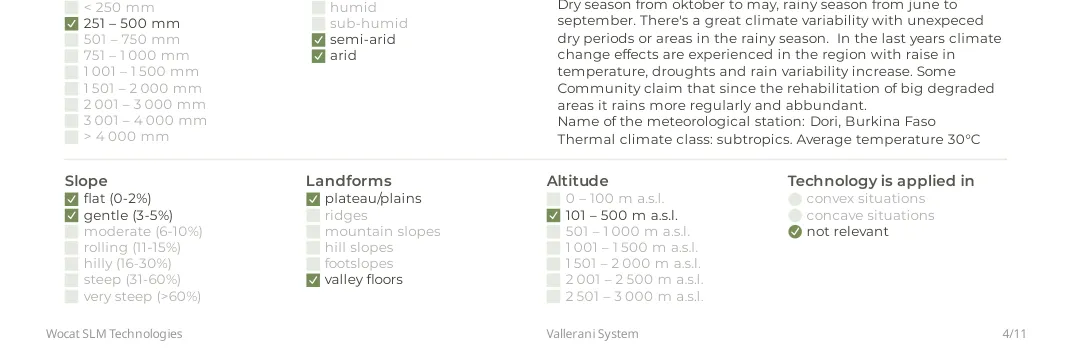 < 250 mm
251 – 500 mm
501 – 750 mm
751 – 1 000 mm
1 001 – 1 500 mm
1 501 – 2 000 mm
2 001 – 3 000 mm
3 001 – 4 000 mm
> 4 000 mm
humid
sub-humid
semi-arid
arid
Dry season from oktober to may, rainy season from june to
september. There's a great climate variability with unexpeced
dry periods or areas in the rainy season. In the last years climate
change effects are experienced in the region with raise in
temperature, droughts and rain variability increase. Some
Community claim that since the rehabilitation of big degraded
areas it rains more regularly and abbundant.
Name of the meteorological station: Dori, Burkina Faso
Thermal climate class: subtropics. Average temperature 30°C
Slope
flat (0-2%)
gentle (3-5%)
moderate (6-10%)
rolling (11-15%)
hilly (16-30%)
steep (31-60%)
very steep (>60%)
Landforms
plateau/plains
ridges
mountain slopes
hill slopes
footslopes
valley floors
Altitude
0 – 100 m a.s.l.
101 – 500 m a.s.l.
501 – 1 000 m a.s.l.
1 001 – 1 500 m a.s.l.
1 501 – 2 000 m a.s.l.
2 001 – 2 500 m a.s.l.
2 501 – 3 000 m a.s.l.
Technology is applied in
convex situations
concave situations
not relevant
Wocat SLM Technologies
Vallerani System
4/11